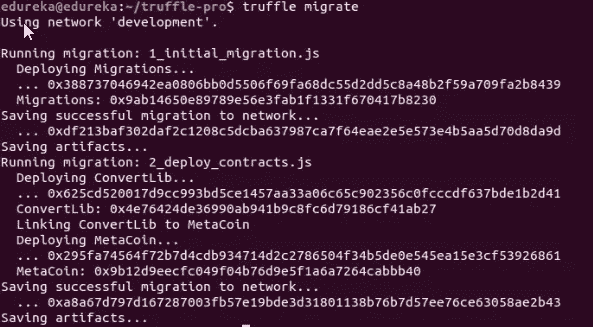 edureka@edureka:~/truffle-pro$ truffle migrate
Using network 'development'.
Running migration: 1_initial_migration.js
Deploying Migrations...
... 0x388737046942ea0806bb0d5506f69fa68dc55d2dd5c8a48b2f59a709fa2b8439
Migrations: 0x9ab14650e89789e56e3fab1f1331f670417b8230
Saving successful migration to network...
... 0xdf213baf302daf2c1208c5dcba637987ca7f64eae2e5e573e4b5aa5d70d8da9d
Saving artifacts...
Running migration: 2_deploy_contracts.js
Deploying ConvertLib...
... 0x625cd520017d9cc993bd5ce1457aa33a06c65c902356c0fcccdf637bde1b2d41
ConvertLib: 0x4e76424de36990ab941b9c8fc6d79186cf41ab27
Linking ConvertLib to MetaCoin
Deploying MetaCoin...
... 0x295fa74564f72b7d4cdb934714d2c2786504f34b5de0e545ea15e3cf53926861
MetaCoin: 0x9b12d9eecfc049f04b76d9e5f1a6a7264cabbb40
Saving successful migration to network...
... 0xa8a67d797d167287003fb57e19bde3d31801138b76b7d57ee76ce63058ae2b43
Saving artifacts...